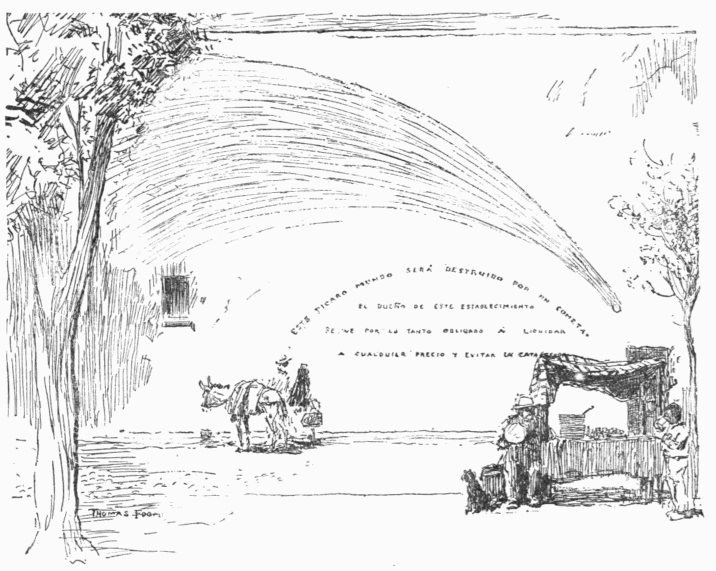 ESTE PICARO MUNDO SERÁ DESTRUIDO POR UN COMETA.
EL DUEÑO DE ESTE ESTABLECIMIENTO
SE VE POR LO TANTO OBLIGADO Á LIQUIDAR
A CUALQUIER PRECIO Y EVITAR LA
THOMAS